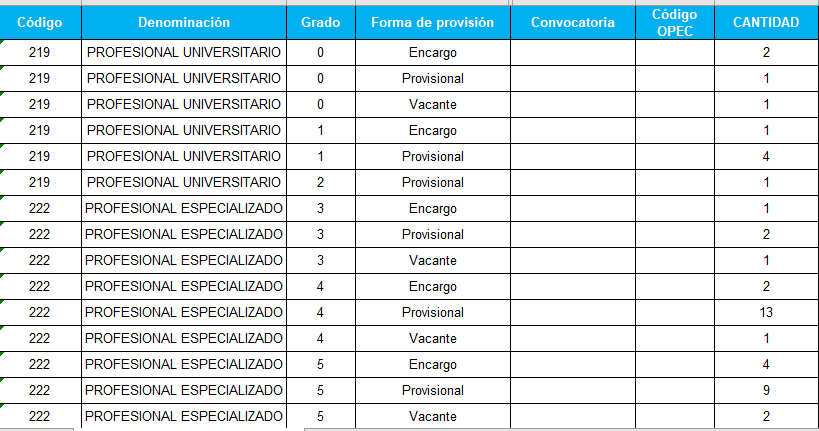 Código Denominación Grado Forma de provisión Convocatoria Código OPEC CANTIDAD
219 PROFESIONAL UNIVERSITARIO 0 Encargo 2
219 PROFESIONAL UNIVERSITARIO 0 Provisional 1
219 PROFESIONAL UNIVERSITARIO 0 Vacante 1
219 PROFESIONAL UNIVERSITARIO 1 Encargo 1
219 PROFESIONAL UNIVERSITARIO 1 Provisional 4
219 PROFESIONAL UNIVERSITARIO 2 Provisional 1
222 PROFESIONAL ESPECIALIZADO 3 Encargo 1
222 PROFESIONAL ESPECIALIZADO 3 Provisional 2
222 PROFESIONAL ESPECIALIZADO 3 Vacante 1
222 PROFESIONAL ESPECIALIZADO 4 Encargo 2
222 PROFESIONAL ESPECIALIZADO 4 Provisional 13
222 PROFESIONAL ESPECIALIZADO 4 Vacante 1
222 PROFESIONAL ESPECIALIZADO 5 Encargo 4
222 PROFESIONAL ESPECIALIZADO 5 Provisional 9
222 PROFESIONAL ESPECIALIZADO 5 Vacante 2